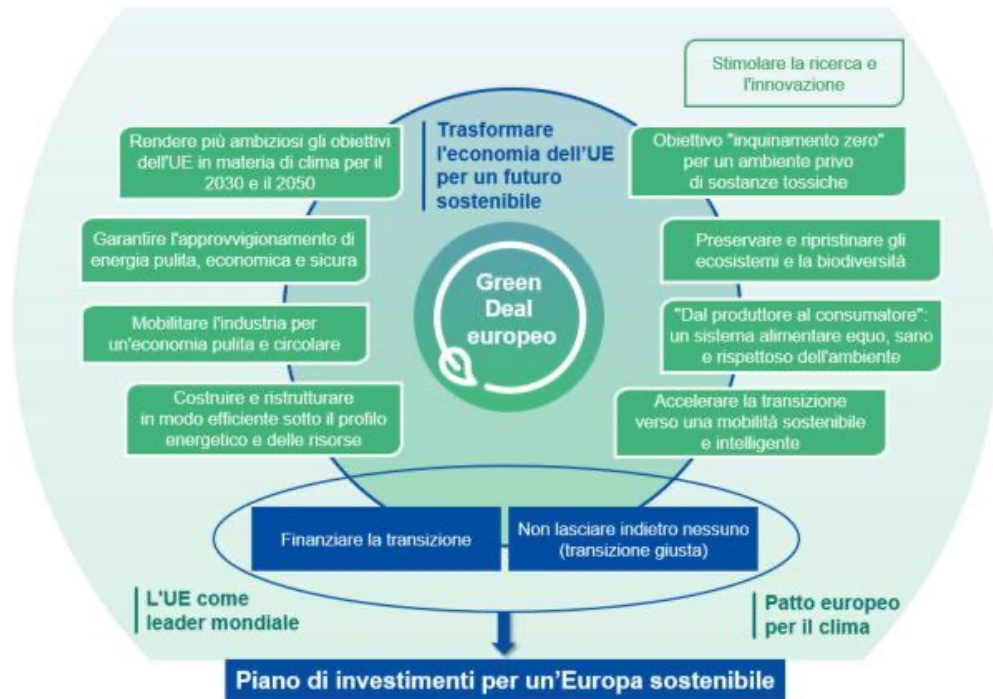 Stimolare la ricerca e
l'innovazione
Trasformare
l'economia dell'UE
per un futuro
sostenibile
Rendere più ambiziosi gli obiettivi
dell'UE in materia di clima per il
2030 e il 2050
Garantire l'approvvigionamento di
energia pulita, economica e sicura
Mobilitare l'industria per
un'economia pulita e circolare
Costruire e ristrutturare
in modo efficiente sotto il profilo
energetico e delle risorse
Green
Deal
europeo
Obiettivo "inquinamento zero"
per un ambiente privo
di sostanze tossiche
Preservare e ripristinare gli
ecosistemi e la biodiversità
"Dal produttore al consumatore":
un sistema alimentare equo, sano
e rispettoso dell'ambiente
Accelerare la transizione
verso una mobilità sostenibile
e intelligente
Finanziare la transizione
Non lasciare indietro nessuno
(transizione giusta)
L'UE come
leader mondiale
Patto europeo
per il clima
Piano di investimenti per un'Europa sostenibile